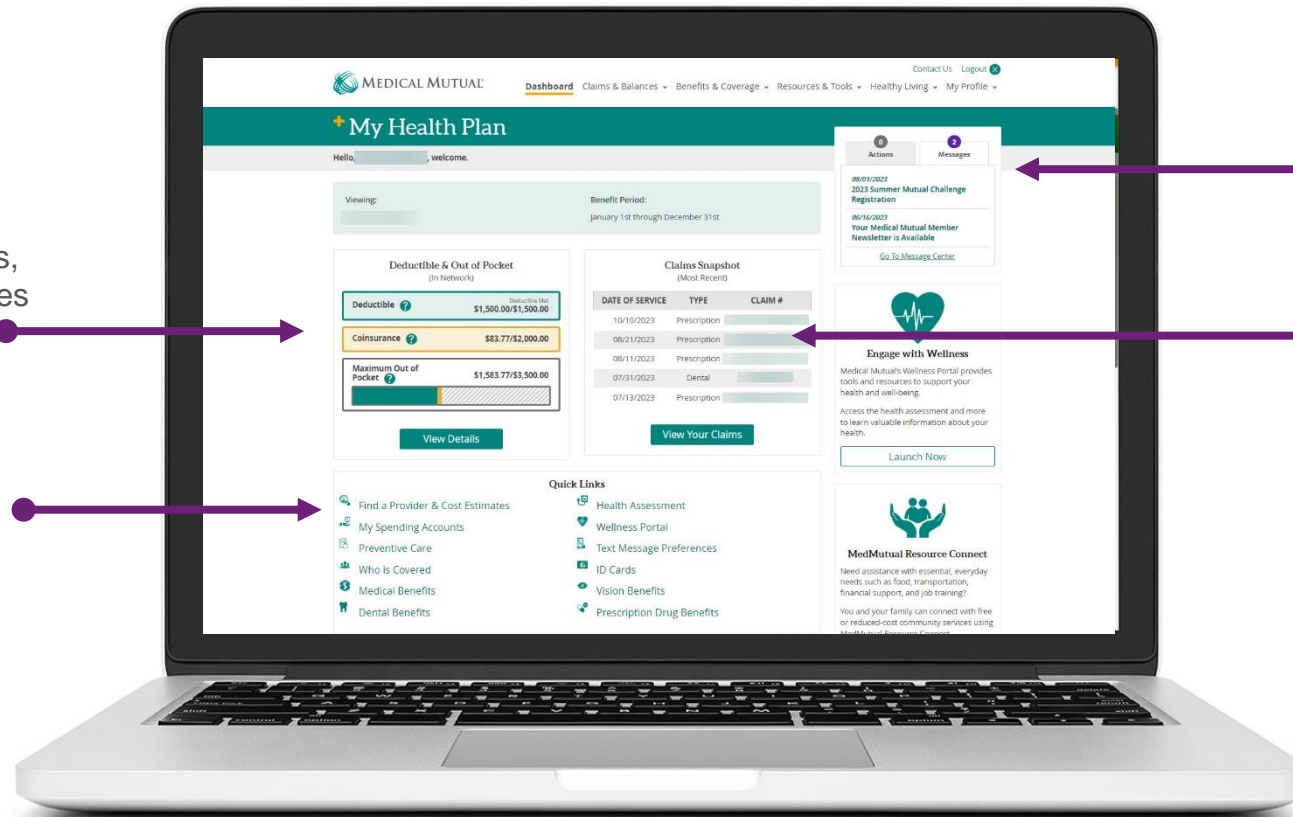 Contact Us Logout
MEDICAL MUTUAL®
Dashboard Claims & Balances Benefits & Coverage Resources & Tools Healthy Living My Profile
My Health Plan
Hello, , welcome.
0 2
Actions Messages
08/01/2023
2023 Summer Mutual Challenge
Registration
06/16/2023
Your Medical Mutual Member
Newsletter is Available
Go To Message Center
Viewing:
Benefit Period:
January 1st through December 31st
s,
es
Deductible & Out of Pocket
(In Network)
Deductible ?
Deductible Met
$1,500.00/$1,500.00
Coinsurance ? $83.77/$2,000.00
Maximum Out of
Pocket ? $1,583.77/$3,500.00
View Details
Claims Snapshot
(Most Recent)
DATE OF SERVICE TYPE CLAIM #
10/10/2023 Prescription
08/21/2023 Prescription
08/11/2023 Prescription
07/31/2023 Dental
07/13/2023 Prescription
View Your Claims
Engage with Wellness
Medical Mutual's Wellness Portal provides
tools and resources to support your
health and well-being.
Access the health assessment and more
to learn valuable information about your
health.
Launch Now
Quick Links
Find a Provider & Cost Estimates
My Spending Accounts
Preventive Care
Who is Covered
Medical Benefits
Dental Benefits
Health Assessment
Wellness Portal
Text Message Preferences
ID Cards
Vision Benefits
Prescription Drug Benefits
MedMutual Resource Connect
Need assistance with essential, everyday
needs such as food, transportation,
financial support, and job training?
You and your family can connect with free
or reduced-cost community services using
MedMutual Resource Connect